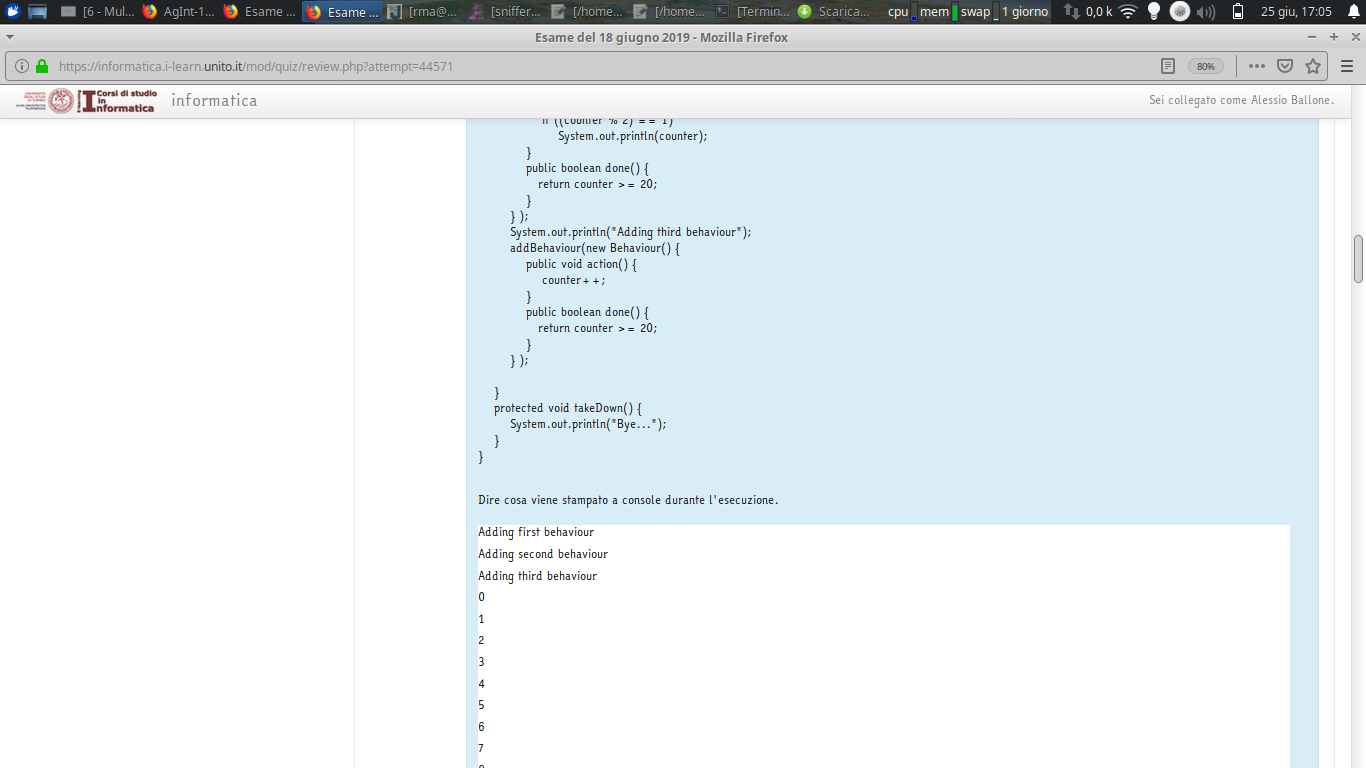 [6 - Mul...
AgInt-1...
Esame ...
Esame ...
[rma@...
[sniffer...
[/home...
[/home...
[Termin...
Scarica...
cpu
mem
swap
1 giorno
0,0 k
25 giu, 17:05
Esame del 18 giugno 2019 - Mozilla Firefox
https://informatica.i-learn.unito.it/mod/quiz/review.php?attempt=44571
80%
Corsi di studio
in
Informatica
informatica
Sei collegato come Alessio Ballone.
if ((counter % 2) == 1)
System.out.println(counter);
}
public boolean done() {
return counter >= 20;
}
} );
System.out.println("Adding third behaviour");
addBehaviour(new Behaviour() {
public void action() {
counter++;
}
public boolean done() {
return counter >= 20;
}
} );
}
protected void takeDown() {
System.out.println("Bye...");
}
}
Dire cosa viene stampato a console durante l'esecuzione.
Adding first behaviour
Adding second behaviour
Adding third behaviour
0
1
2
3
4
5
6
7